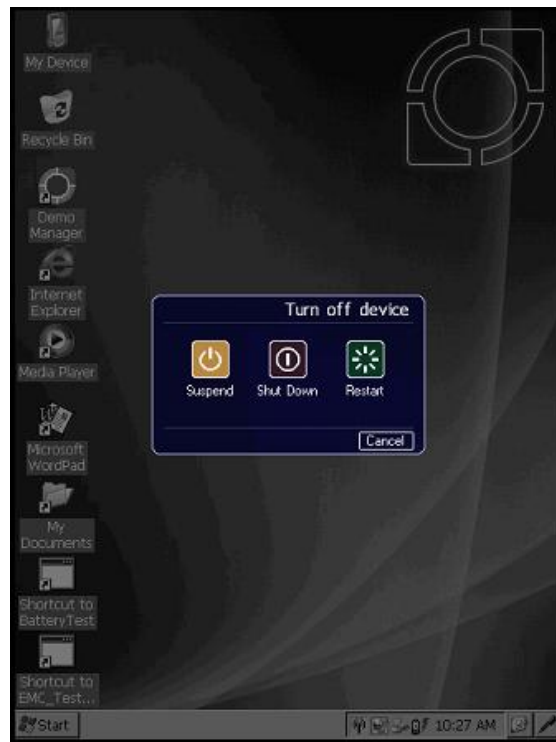 My Device
Recycle Bin
Demo
Manager
Internet
Explorer
Media Player
Microsoft
WordPad
My
Documents
Shortcut to
BatteryTest
Shortcut to
EMC_Test...
Turn off device
Suspend Shut Down Restart
Cancel
Start 10:27 AM